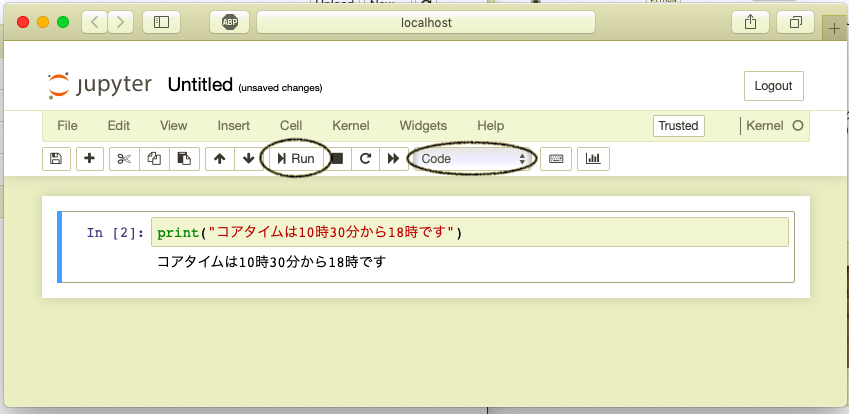 localhost
jupyter Untitled (unsaved changes) Logout
File Edit View Insert Cell Kernel Widgets Help Trusted Kernel
Run Code
In [2]: print("コアタイムは10時30分から18時です")
コアタイムは10時30分から18時です
ABP